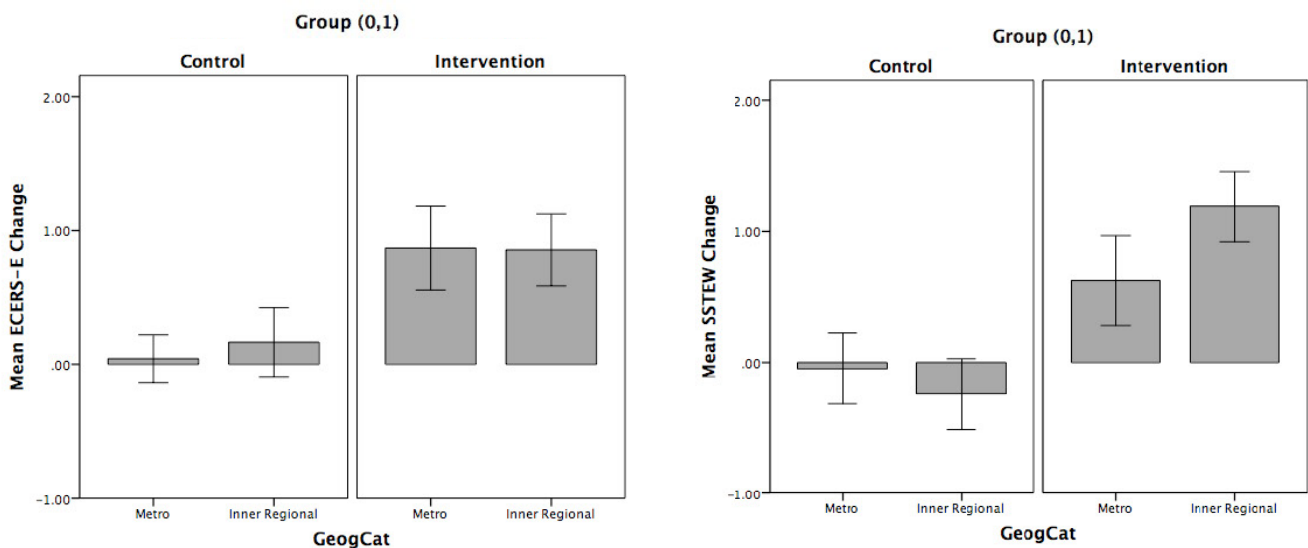 Group (0,1)
Control Intervention
Mean ECERS-E Change
2.00
1.00
.00
-1.00
Metro Inner Regional Metro Inner Regional
GeogCat
Group (0,1)
Control Intervention
Mean SSTEW Change
2.00
1.00
.00
-1.00
Metro Inner Regional Metro Inner Regional
GeogCat